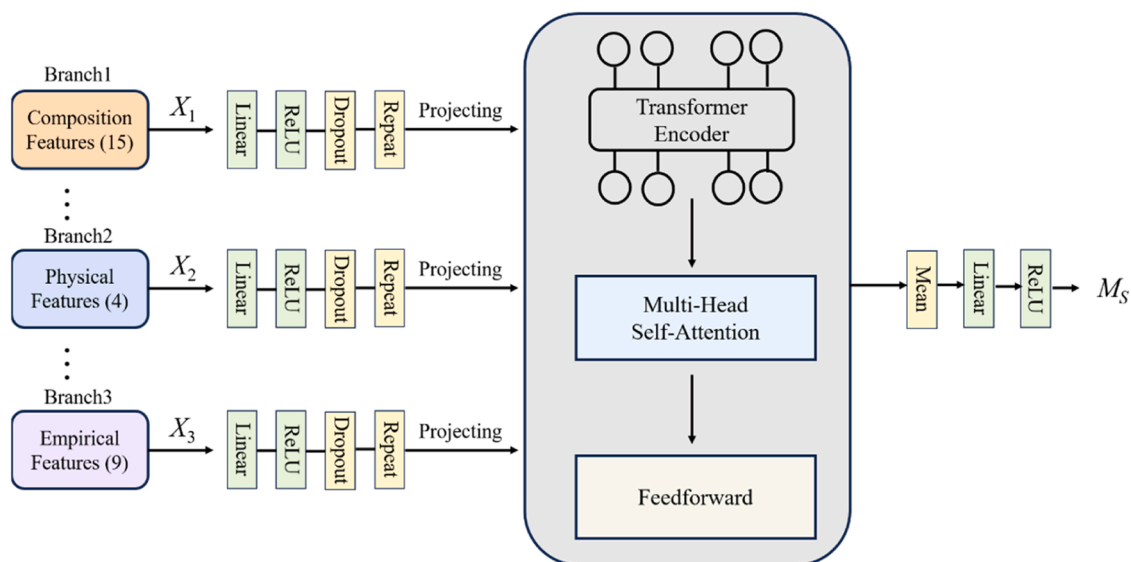 Branch1
Composition
Features (15)
X₁
Linear
ReLU
Dropout
Repeat
Projecting
Branch2
Physical
Features (4)
X₂
Linear
ReLU
Dropout
Repeat
Projecting
Branch3
Empirical
Features (9)
X₃
Linear
ReLU
Dropout
Repeat
Projecting
Transformer
Encoder
Multi-Head
Self-Attention
Feedforward
Mean
Linear
ReLU
M_S